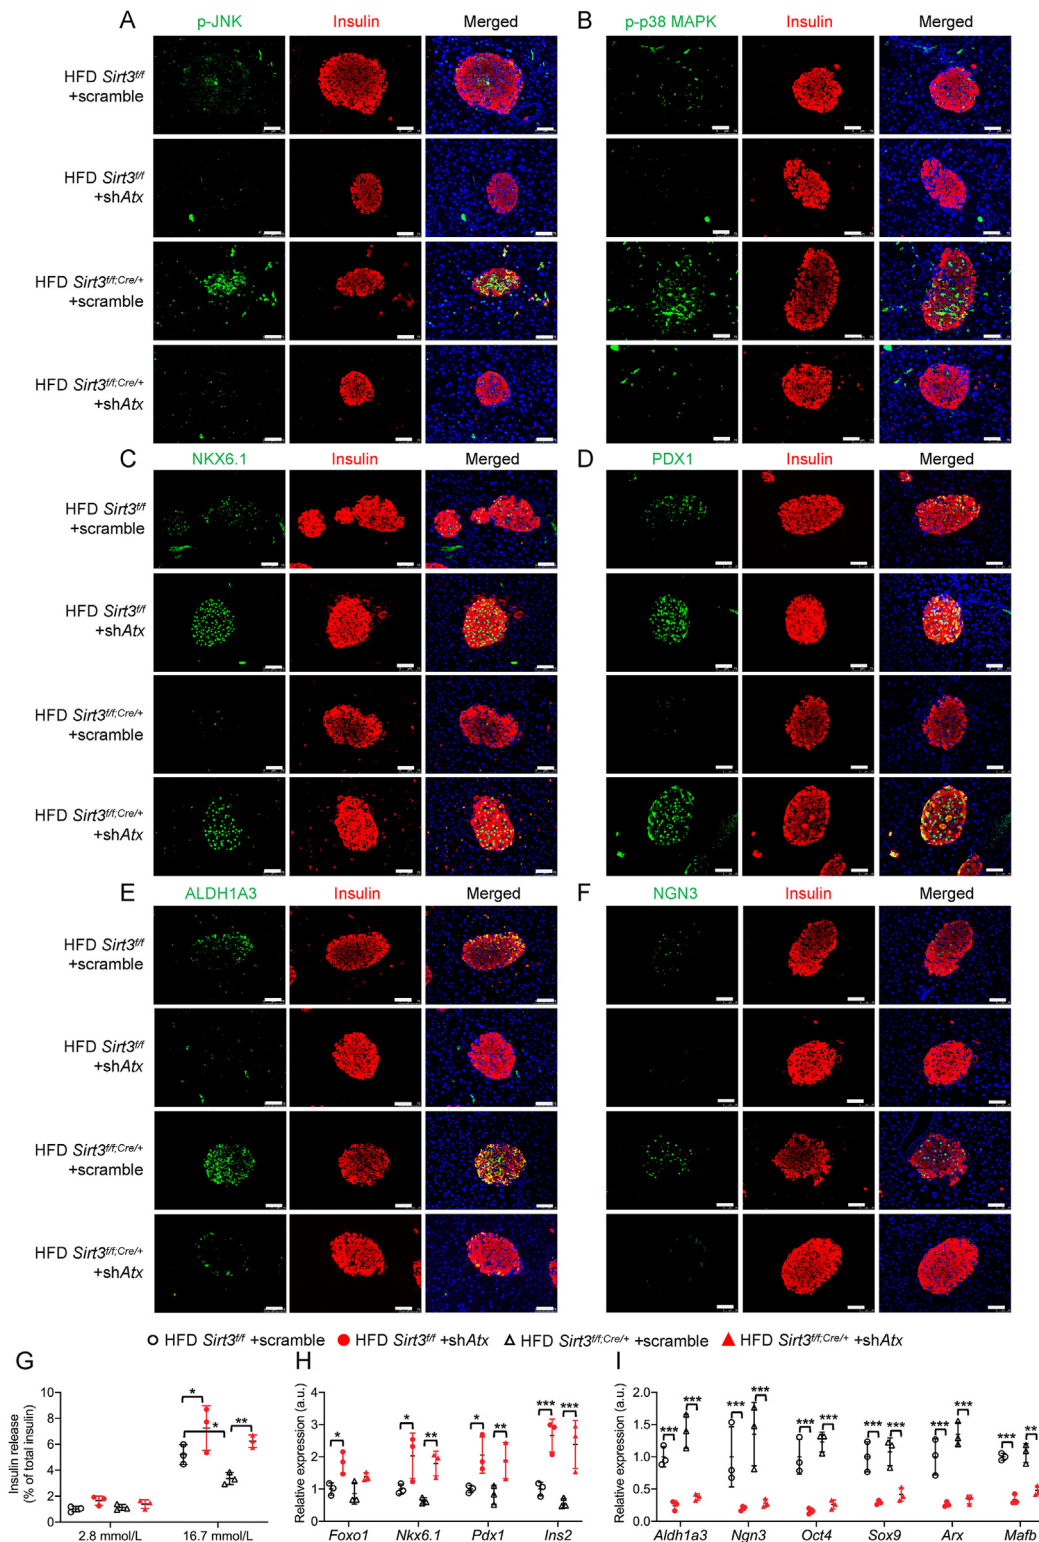 A p-JNK Insulin Merged
HFD Sirt3f/f
+scramble
HFD Sirt3f/f
+shAtx
HFD Sirt3f/f;Cre/+
+scramble
HFD Sirt3f/f;Cre/+
+shAtx
B p-p38 MAPK Insulin Merged
C NKX6.1 Insulin Merged
HFD Sirt3f/f
+scramble
HFD Sirt3f/f
+shAtx
HFD Sirt3f/f;Cre/+
+scramble
HFD Sirt3f/f;Cre/+
+shAtx
D PDX1 Insulin Merged
E ALDH1A3 Insulin Merged
HFD Sirt3f/f
+scramble
HFD Sirt3f/f
+shAtx
HFD Sirt3f/f;Cre/+
+scramble
HFD Sirt3f/f;Cre/+
+shAtx
F NGN3 Insulin Merged
HFD Sirt3f/f +scramble HFD Sirt3f/f +shAtx HFD Sirt3f/f;Cre/+ +scramble HFD Sirt3f/f;Cre/+ +shAtx
G
Insulin release
(% of total insulin)
10
8
6
4
2
0
* * **
2.8 mmol/L 16.7 mmol/L
H
Relative expression (a.u.)
4
3
2
1
0
* * ** * ** *** ***
Foxo1 Nkx6.1 Pdx1 Ins2
I
Relative expression (a.u.)
2.0
1.5
1.0
0.5
0.0
*** *** *** *** *** *** *** *** *** *** *** **
Aldh1a3 Ngn3 Oct4 Sox9 Arx Mafb